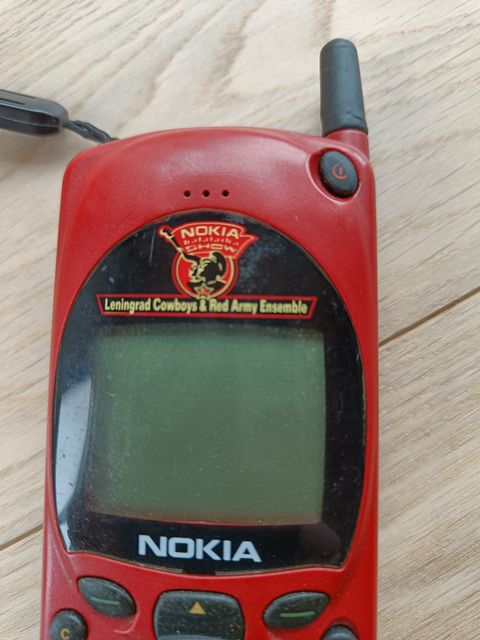 NOKIA
balalaika
SHOW
Leningrad Cowboys & Red Army Ensemble
NOKIA
C